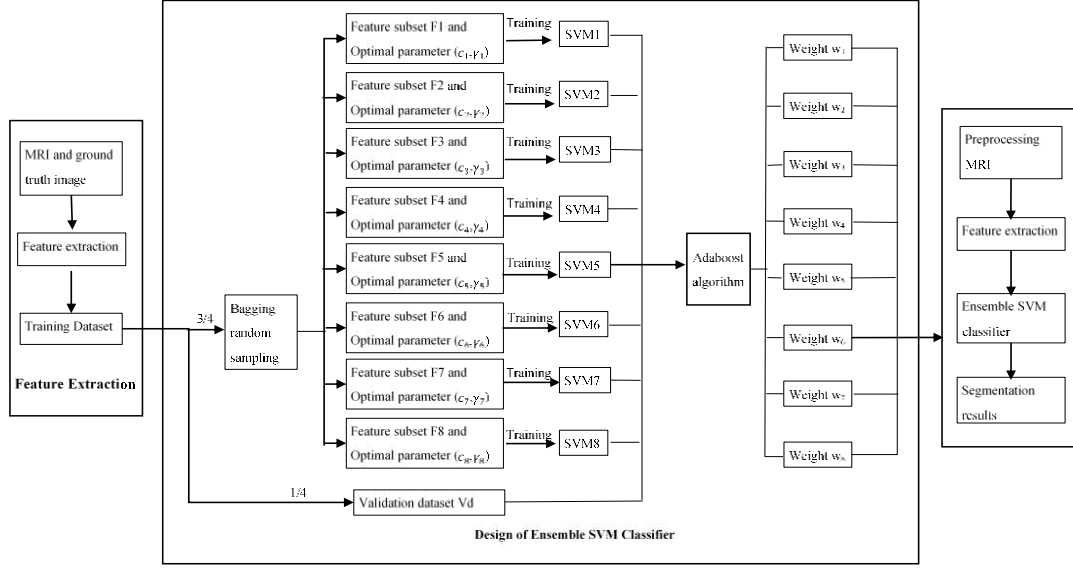 MRI and ground
truth image
Feature extraction
Training Dataset
Feature Extraction
3/4
1/4
Bagging
random
sampling
Feature subset F1 and
Optimal parameter (c₁,γ₁)
Training
SVM1
Feature subset F2 and
Optimal parameter (c₂,γ₂)
Training
SVM2
Feature subset F3 and
Optimal parameter (c₃,γ₃)
Training
SVM3
Feature subset F4 and
Optimal parameter (c₄,γ₄)
Training
SVM4
Feature subset F5 and
Optimal parameter (c₅,γ₅)
Training
SVM5
Feature subset F6 and
Optimal parameter (c₆,γ₆)
Training
SVM6
Feature subset F7 and
Optimal parameter (c₇,γ₇)
Training
SVM7
Feature subset F8 and
Optimal parameter (c₈,γ₈)
Training
SVM8
Validation dataset Vd
Adaboost
algorithm
Weight w₁
Weight w₂
Weight w₃
Weight w₄
Weight w₅
Weight w₆
Weight w₇
Weight w₈
Design of Ensemble SVM Classifier
Preprocessing
MRI
Feature extraction
Ensemble SVM
classifier
Segmentation
results